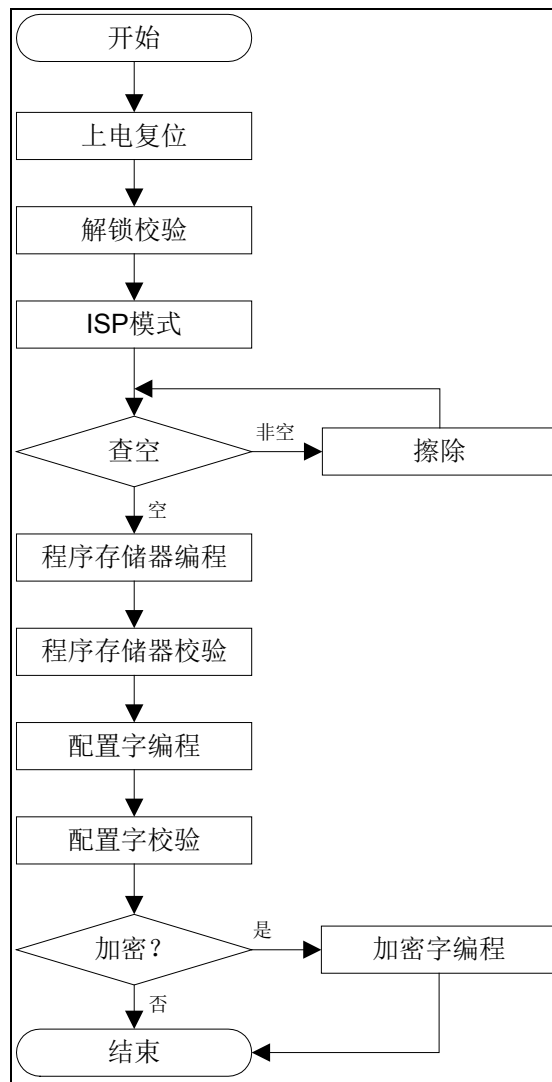 开始
上电复位
解锁校验
ISP模式
查空
非空
擦除
空
程序存储器编程
程序存储器校验
配置字编程
配置字校验
加密？
是
加密字编程
否
结束